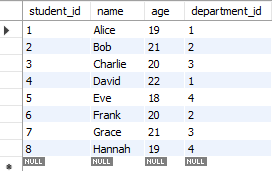 student_id name age department_id
1 Alice 19 1
2 Bob 21 2
3 Charlie 20 3
4 David 22 1
5 Eve 18 4
6 Frank 20 2
7 Grace 21 3
8 Hannah 19 4
NULL NULL NULL NULL